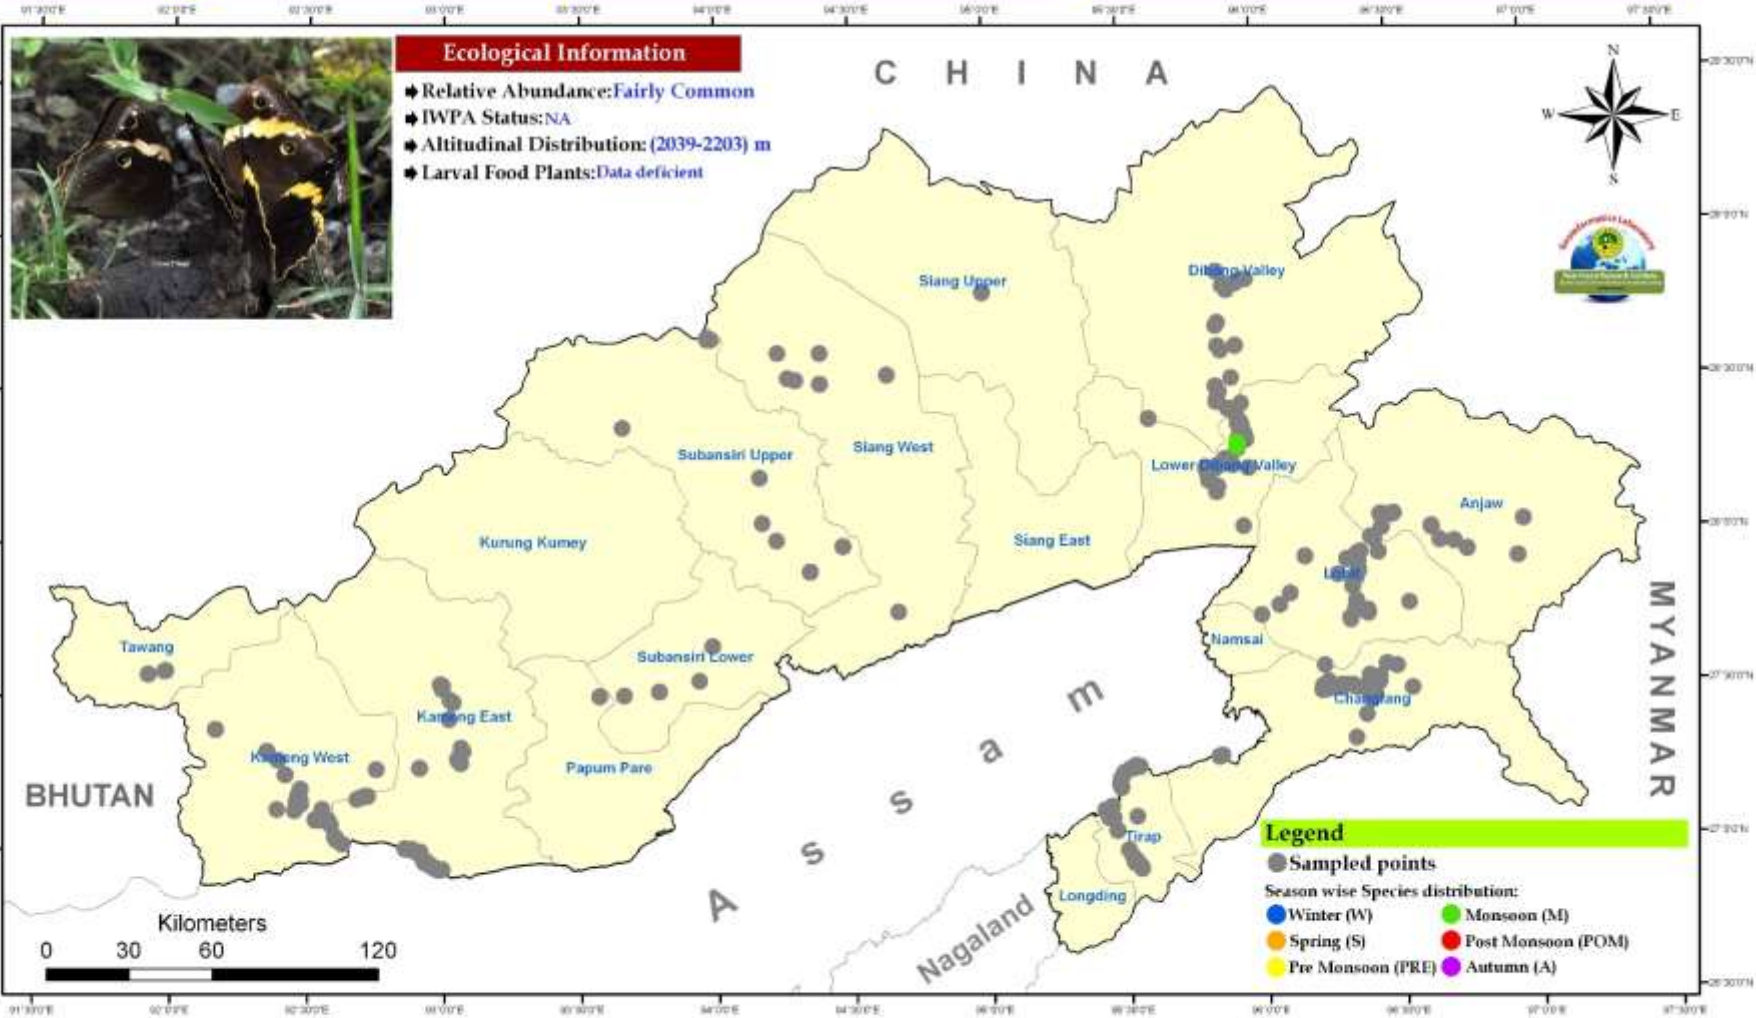 Ecological Information
Relative Abundance:Fairly Common
IWPA Status:NA
Altitudinal Distribution: (2039-2203) m
Larval Food Plants:Data deficient
C H I N A
N
W E
S
Siang Upper
Dibang Valley
Subansiri Upper
Siang West
Lower Dibang Valley
Anjaw
Kurung Kumey
Siang East
Lohit
Namsai
Tawang
Subansiri Lower
Changlang
Kameng East
Kameng West
Papum Pare
BHUTAN
A s s a m
MYANMAR
Tirap
Longding
Nagaland
Kilometers
0 30 60 120
Legend
Sampled points
Season wise Species distribution:
Winter (W) Monsoon (M)
Spring (S) Post Monsoon (POM)
Pre Monsoon (PRE) Autumn (A)